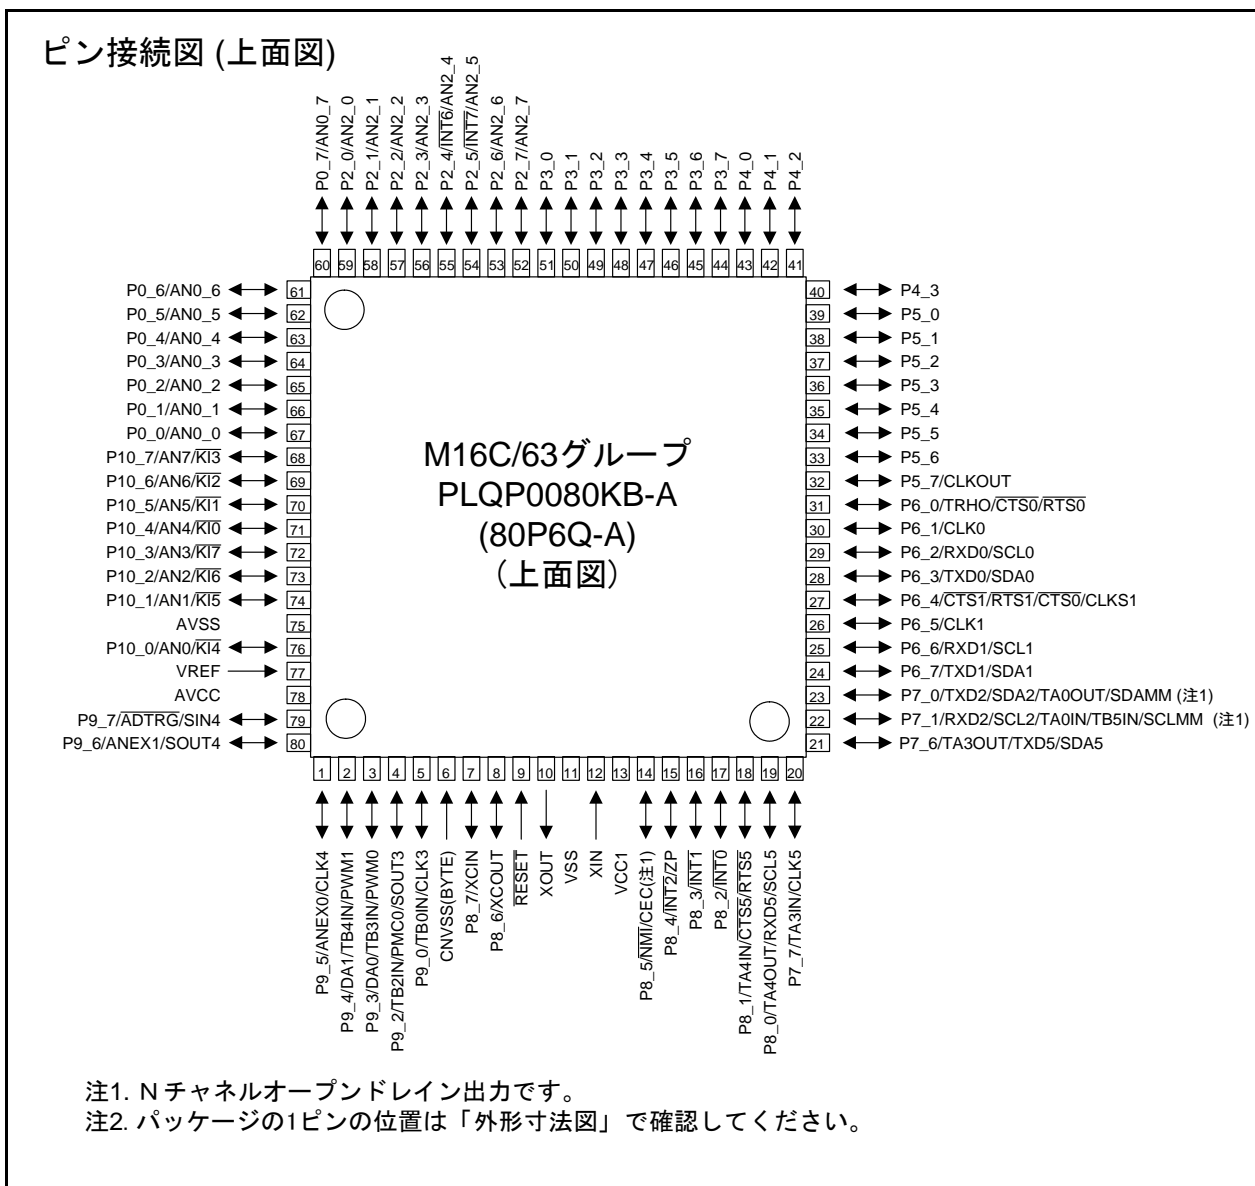 ピン接続図 (上面図)
P0_7/AN0_7
P2_0/AN2_0
P2_1/AN2_1
P2_2/AN2_2
P2_3/AN2_3
P2_4/INT6/AN2_4
P2_5/INT7/AN2_5
P2_6/AN2_6
P2_7/AN2_7
P3_0
P3_1
P3_2
P3_3
P3_4
P3_5
P3_6
P3_7
P4_0
P4_1
P4_2
60 59 58 57 56 55 54 53 52 51 50 49 48 47 46 45 44 43 42 41
P0_6/AN0_6 61
P0_5/AN0_5 62
P0_4/AN0_4 63
P0_3/AN0_3 64
P0_2/AN0_2 65
P0_1/AN0_1 66
P0_0/AN0_0 67
P10_7/AN7/KI3 68
P10_6/AN6/KI2 69
P10_5/AN5/KI1 70
P10_4/AN4/KI0 71
P10_3/AN3/KI7 72
P10_2/AN2/KI6 73
P10_1/AN1/KI5 74
AVSS 75
P10_0/AN0/KI4 76
VREF 77
AVCC 78
P9_7/ADTRG/SIN4 79
P9_6/ANEX1/SOUT4 80
M16C/63グループ
PLQP0080KB-A
(80P6Q-A)
（上面図）
40 P4_3
39 P5_0
38 P5_1
37 P5_2
36 P5_3
35 P5_4
34 P5_5
33 P5_6
32 P5_7/CLKOUT
31 P6_0/TRHO/CTS0/RTS0
30 P6_1/CLK0
29 P6_2/RXD0/SCL0
28 P6_3/TXD0/SDA0
27 P6_4/CTS1/RTS1/CTS0/CLKS1
26 P6_5/CLK1
25 P6_6/RXD1/SCL1
24 P6_7/TXD1/SDA1
23 P7_0/TXD2/SDA2/TA0OUT/SDAMM (注1)
22 P7_1/RXD2/SCL2/TA0IN/TB5IN/SCLMM (注1)
21 P7_6/TA3OUT/TXD5/SDA5
1 2 3 4 5 6 7 8 9 10 11 12 13 14 15 16 17 18 19 20
P9_5/ANEX0/CLK4
P9_4/DA1/TB4IN/PWM1
P9_3/DA0/TB3IN/PWM0
P9_2/TB2IN/PMC0/SOUT3
P9_0/TB0IN/CLK3
CNVSS(BYTE)
P8_7/XCIN
P8_6/XCOUT
RESET
XOUT
VSS
XIN
VCC1
P8_5/NMI/CEC(注1)
P8_4/INT2/ZP
P8_3/INT1
P8_2/INT0
P8_1/TA4IN/CTS5/RTS5
P8_0/TA4OUT/RXD5/SCL5
P7_7/TA3IN/CLK5
注1. Nチャネルオープンドレイン出力です。
注2. パッケージの1ピンの位置は「外形寸法図」で確認してください。